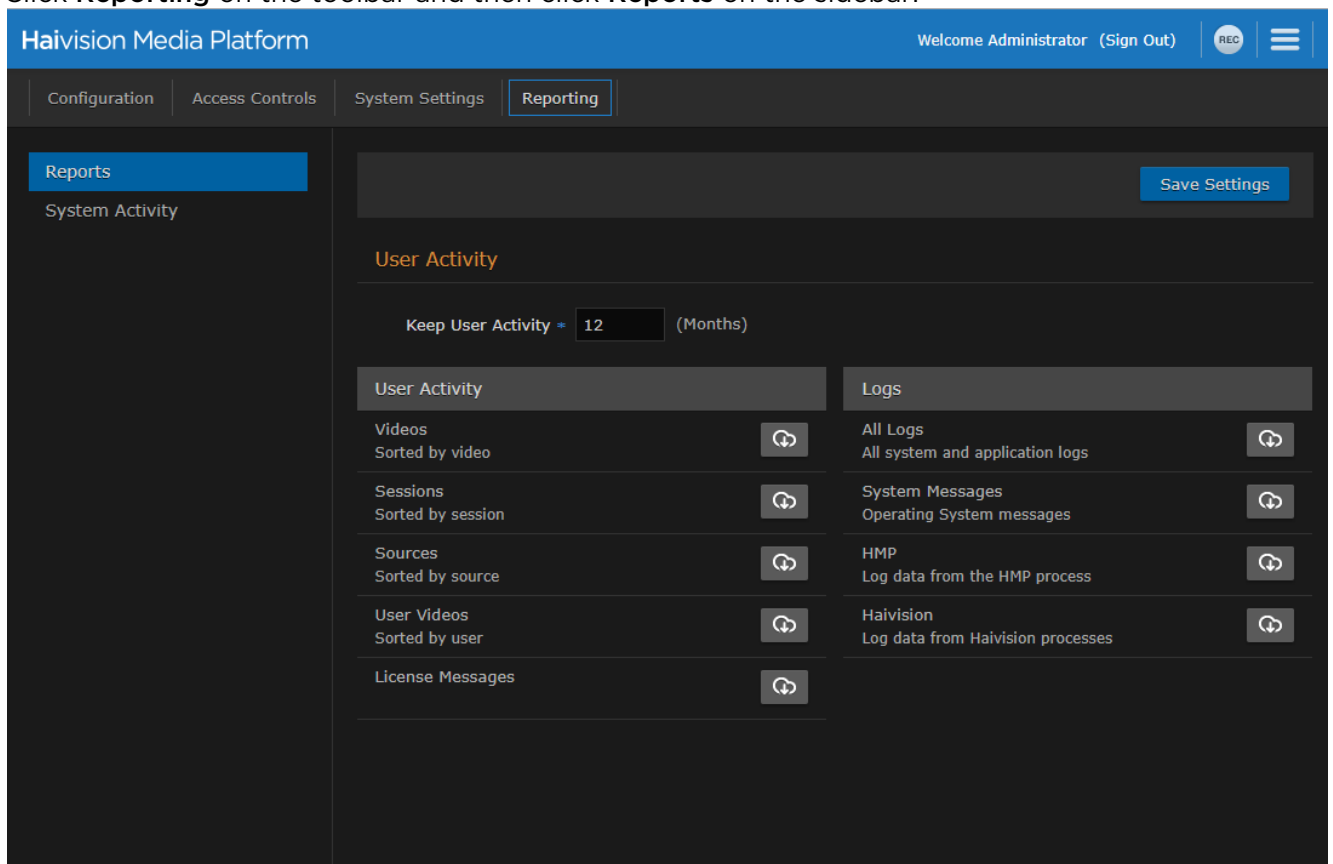 Click Reporting on the toolbar and then click Reports on the sidebar.
Haivision Media Platform
Welcome Administrator (Sign Out)
REC
Configuration
Access Controls
System Settings
Reporting
Reports
System Activity
Save Settings
User Activity
Keep User Activity * 12 (Months)
User Activity
Videos
Sorted by video
Sessions
Sorted by session
Sources
Sorted by source
User Videos
Sorted by user
License Messages
Logs
All Logs
All system and application logs
System Messages
Operating System messages
HMP
Log data from the HMP process
Haivision
Log data from Haivision processes